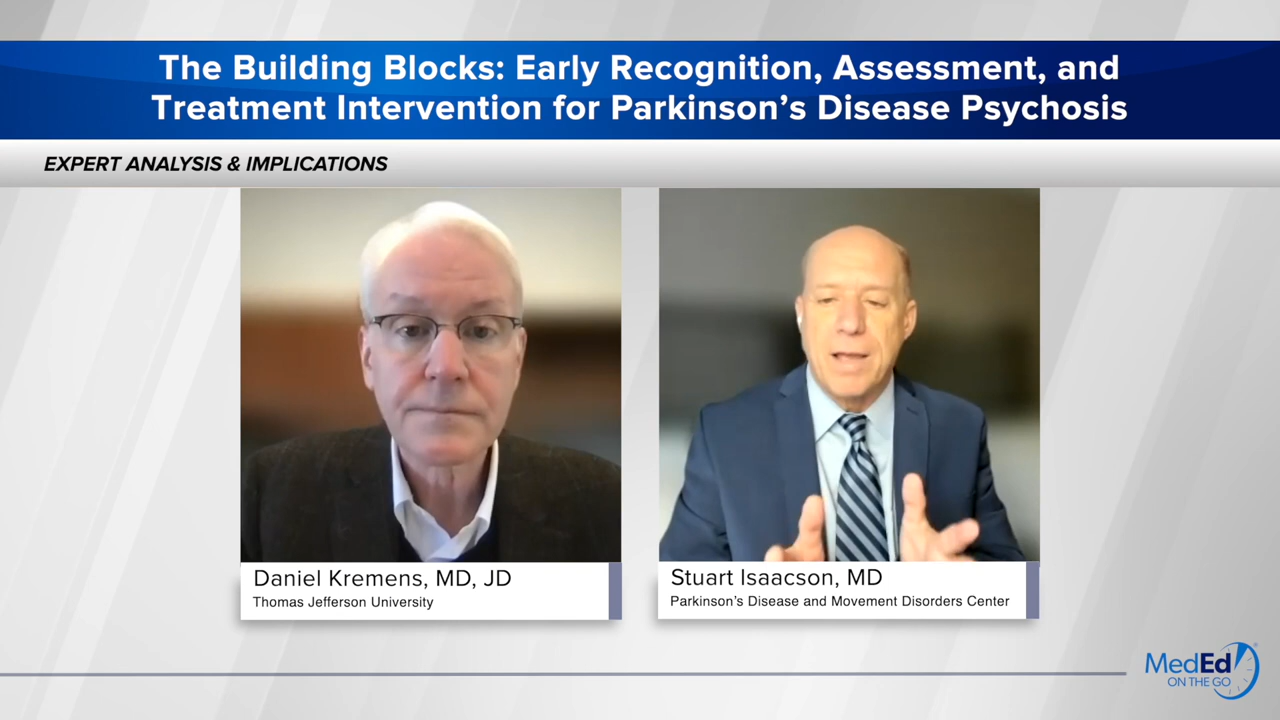 The Building Blocks: Early Recognition, Assessment, and
Treatment Intervention for Parkinson’s Disease Psychosis
EXPERT ANALYSIS & IMPLICATIONS
Daniel Kremens, MD, JD
Thomas Jefferson University
Stuart Isaacson, MD
Parkinson’s Disease and Movement Disorders Center
MedEd
ON THE GO